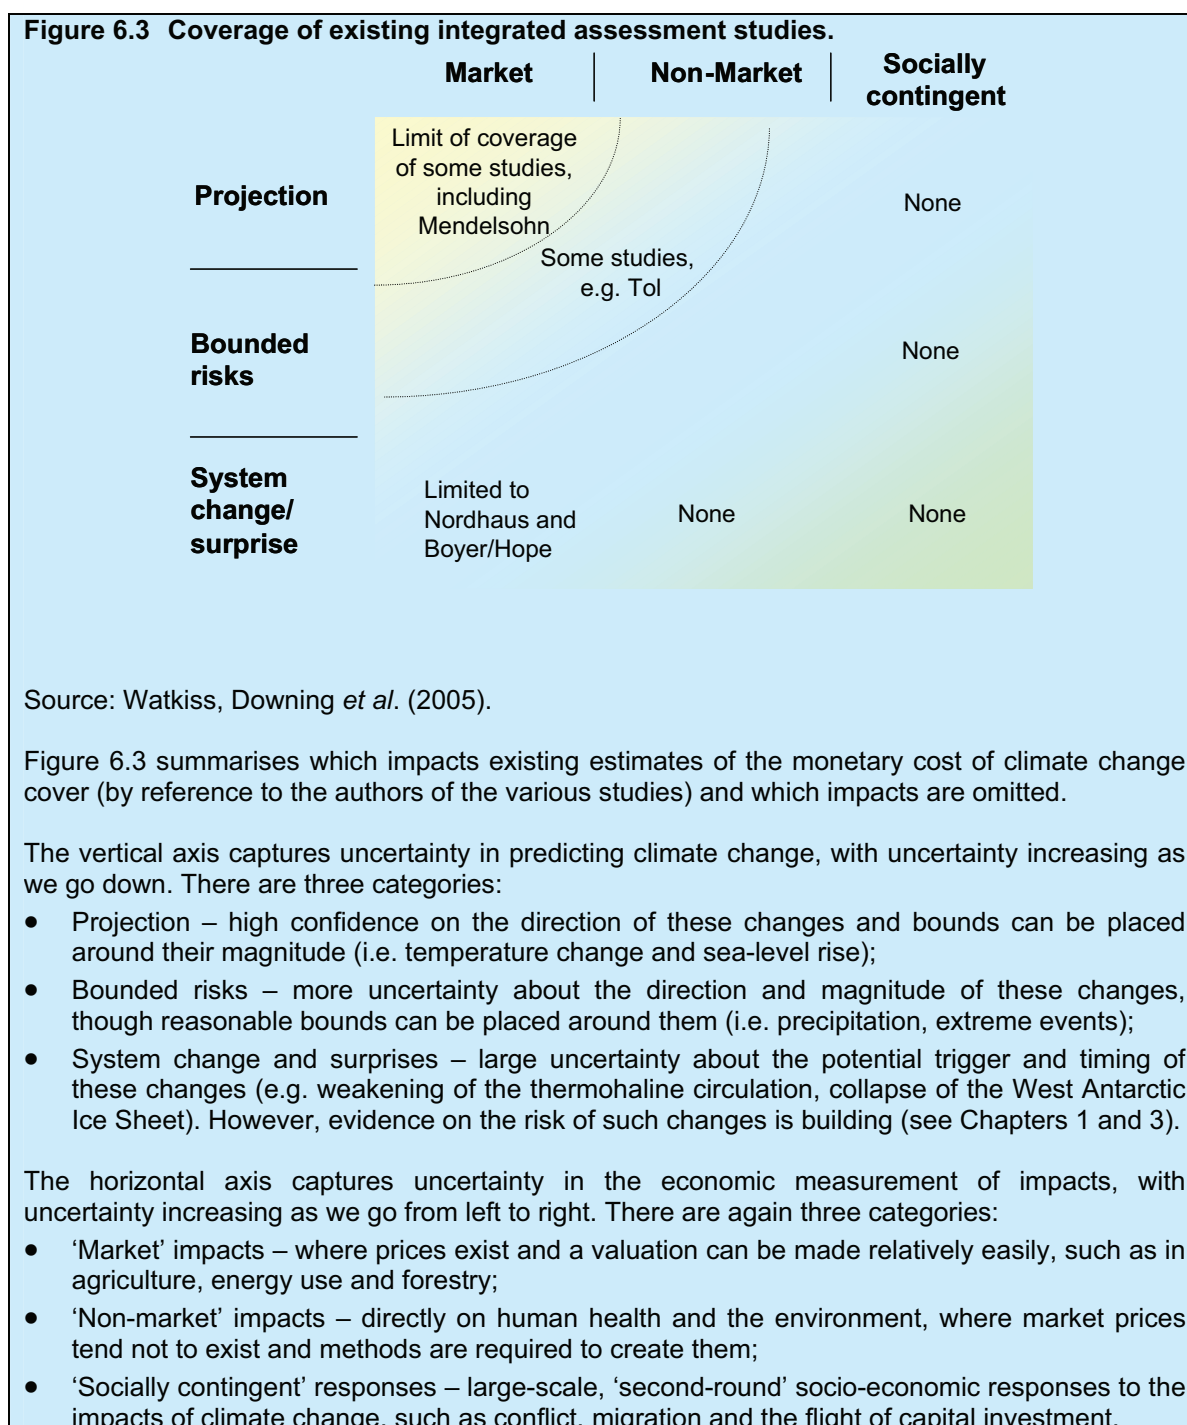 Figure 6.3 Coverage of existing integrated assessment studies.
Market Non-Market Socially
contingent
Projection
Limit of coverage
of some studies,
including
Mendelsohn
None
Some studies,
e.g. Tol
Bounded
risks
None
System
change/
surprise
Limited to
Nordhaus and
Boyer/Hope
None
None
Source: Watkiss, Downing et al. (2005).
Figure 6.3 summarises which impacts existing estimates of the monetary cost of climate change
cover (by reference to the authors of the various studies) and which impacts are omitted.
The vertical axis captures uncertainty in predicting climate change, with uncertainty increasing as
we go down. There are three categories:
• Projection – high confidence on the direction of these changes and bounds can be placed
around their magnitude (i.e. temperature change and sea-level rise);
• Bounded risks – more uncertainty about the direction and magnitude of these changes,
though reasonable bounds can be placed around them (i.e. precipitation, extreme events);
• System change and surprises – large uncertainty about the potential trigger and timing of
these changes (e.g. weakening of the thermohaline circulation, collapse of the West Antarctic
Ice Sheet). However, evidence on the risk of such changes is building (see Chapters 1 and 3).
The horizontal axis captures uncertainty in the economic measurement of impacts, with
uncertainty increasing as we go from left to right. There are again three categories:
• ‘Market’ impacts – where prices exist and a valuation can be made relatively easily, such as in
agriculture, energy use and forestry;
• ‘Non-market’ impacts – directly on human health and the environment, where market prices
tend not to exist and methods are required to create them;
• ‘Socially contingent’ responses – large-scale, ‘second-round’ socio-economic responses to the
impacts of climate change, such as conflict, migration and the flight of capital investment.